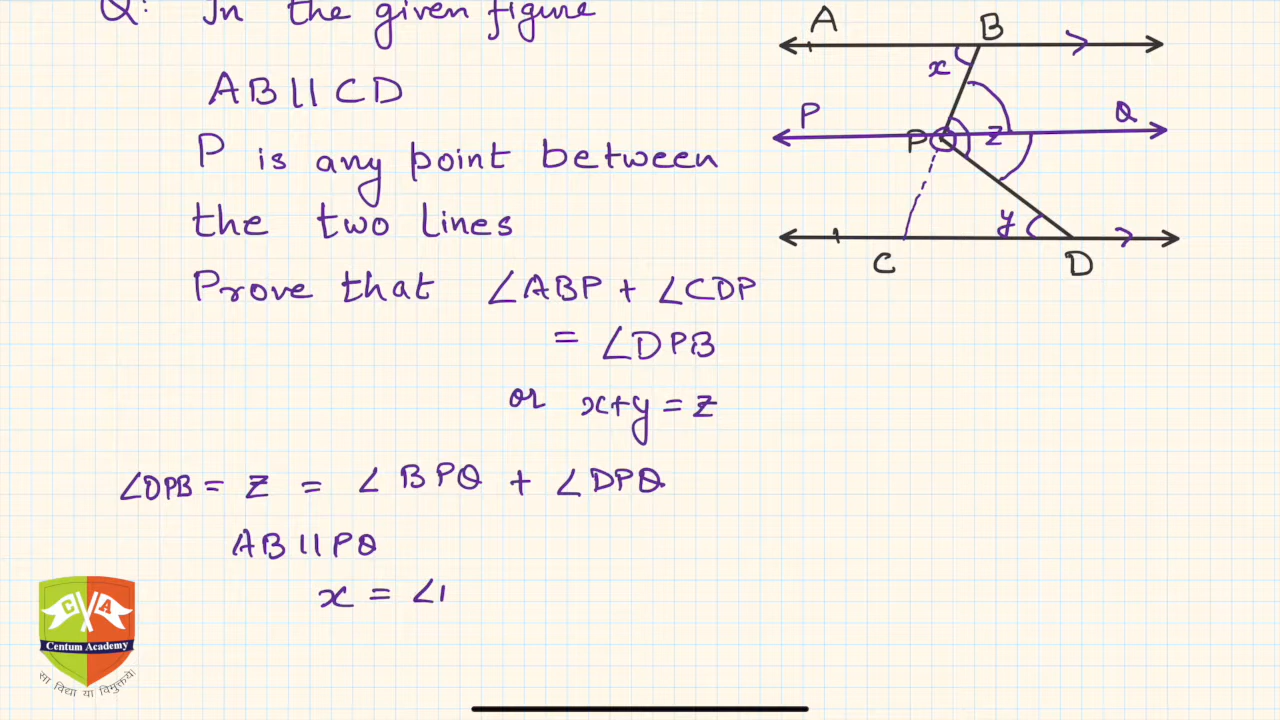 Q: In the given figure
AB || CD
P is any point between
the two lines
Prove that ∠ABP + ∠CDP
= ∠DPB
or x+y = z
∠DPB = z = ∠BPQ + ∠DPQ
AB || PQ
x = ∠
A
B
x
P
Q
P
z
y
C
D
C A
Centum Academy
सा विद्या या विमुक्तये।